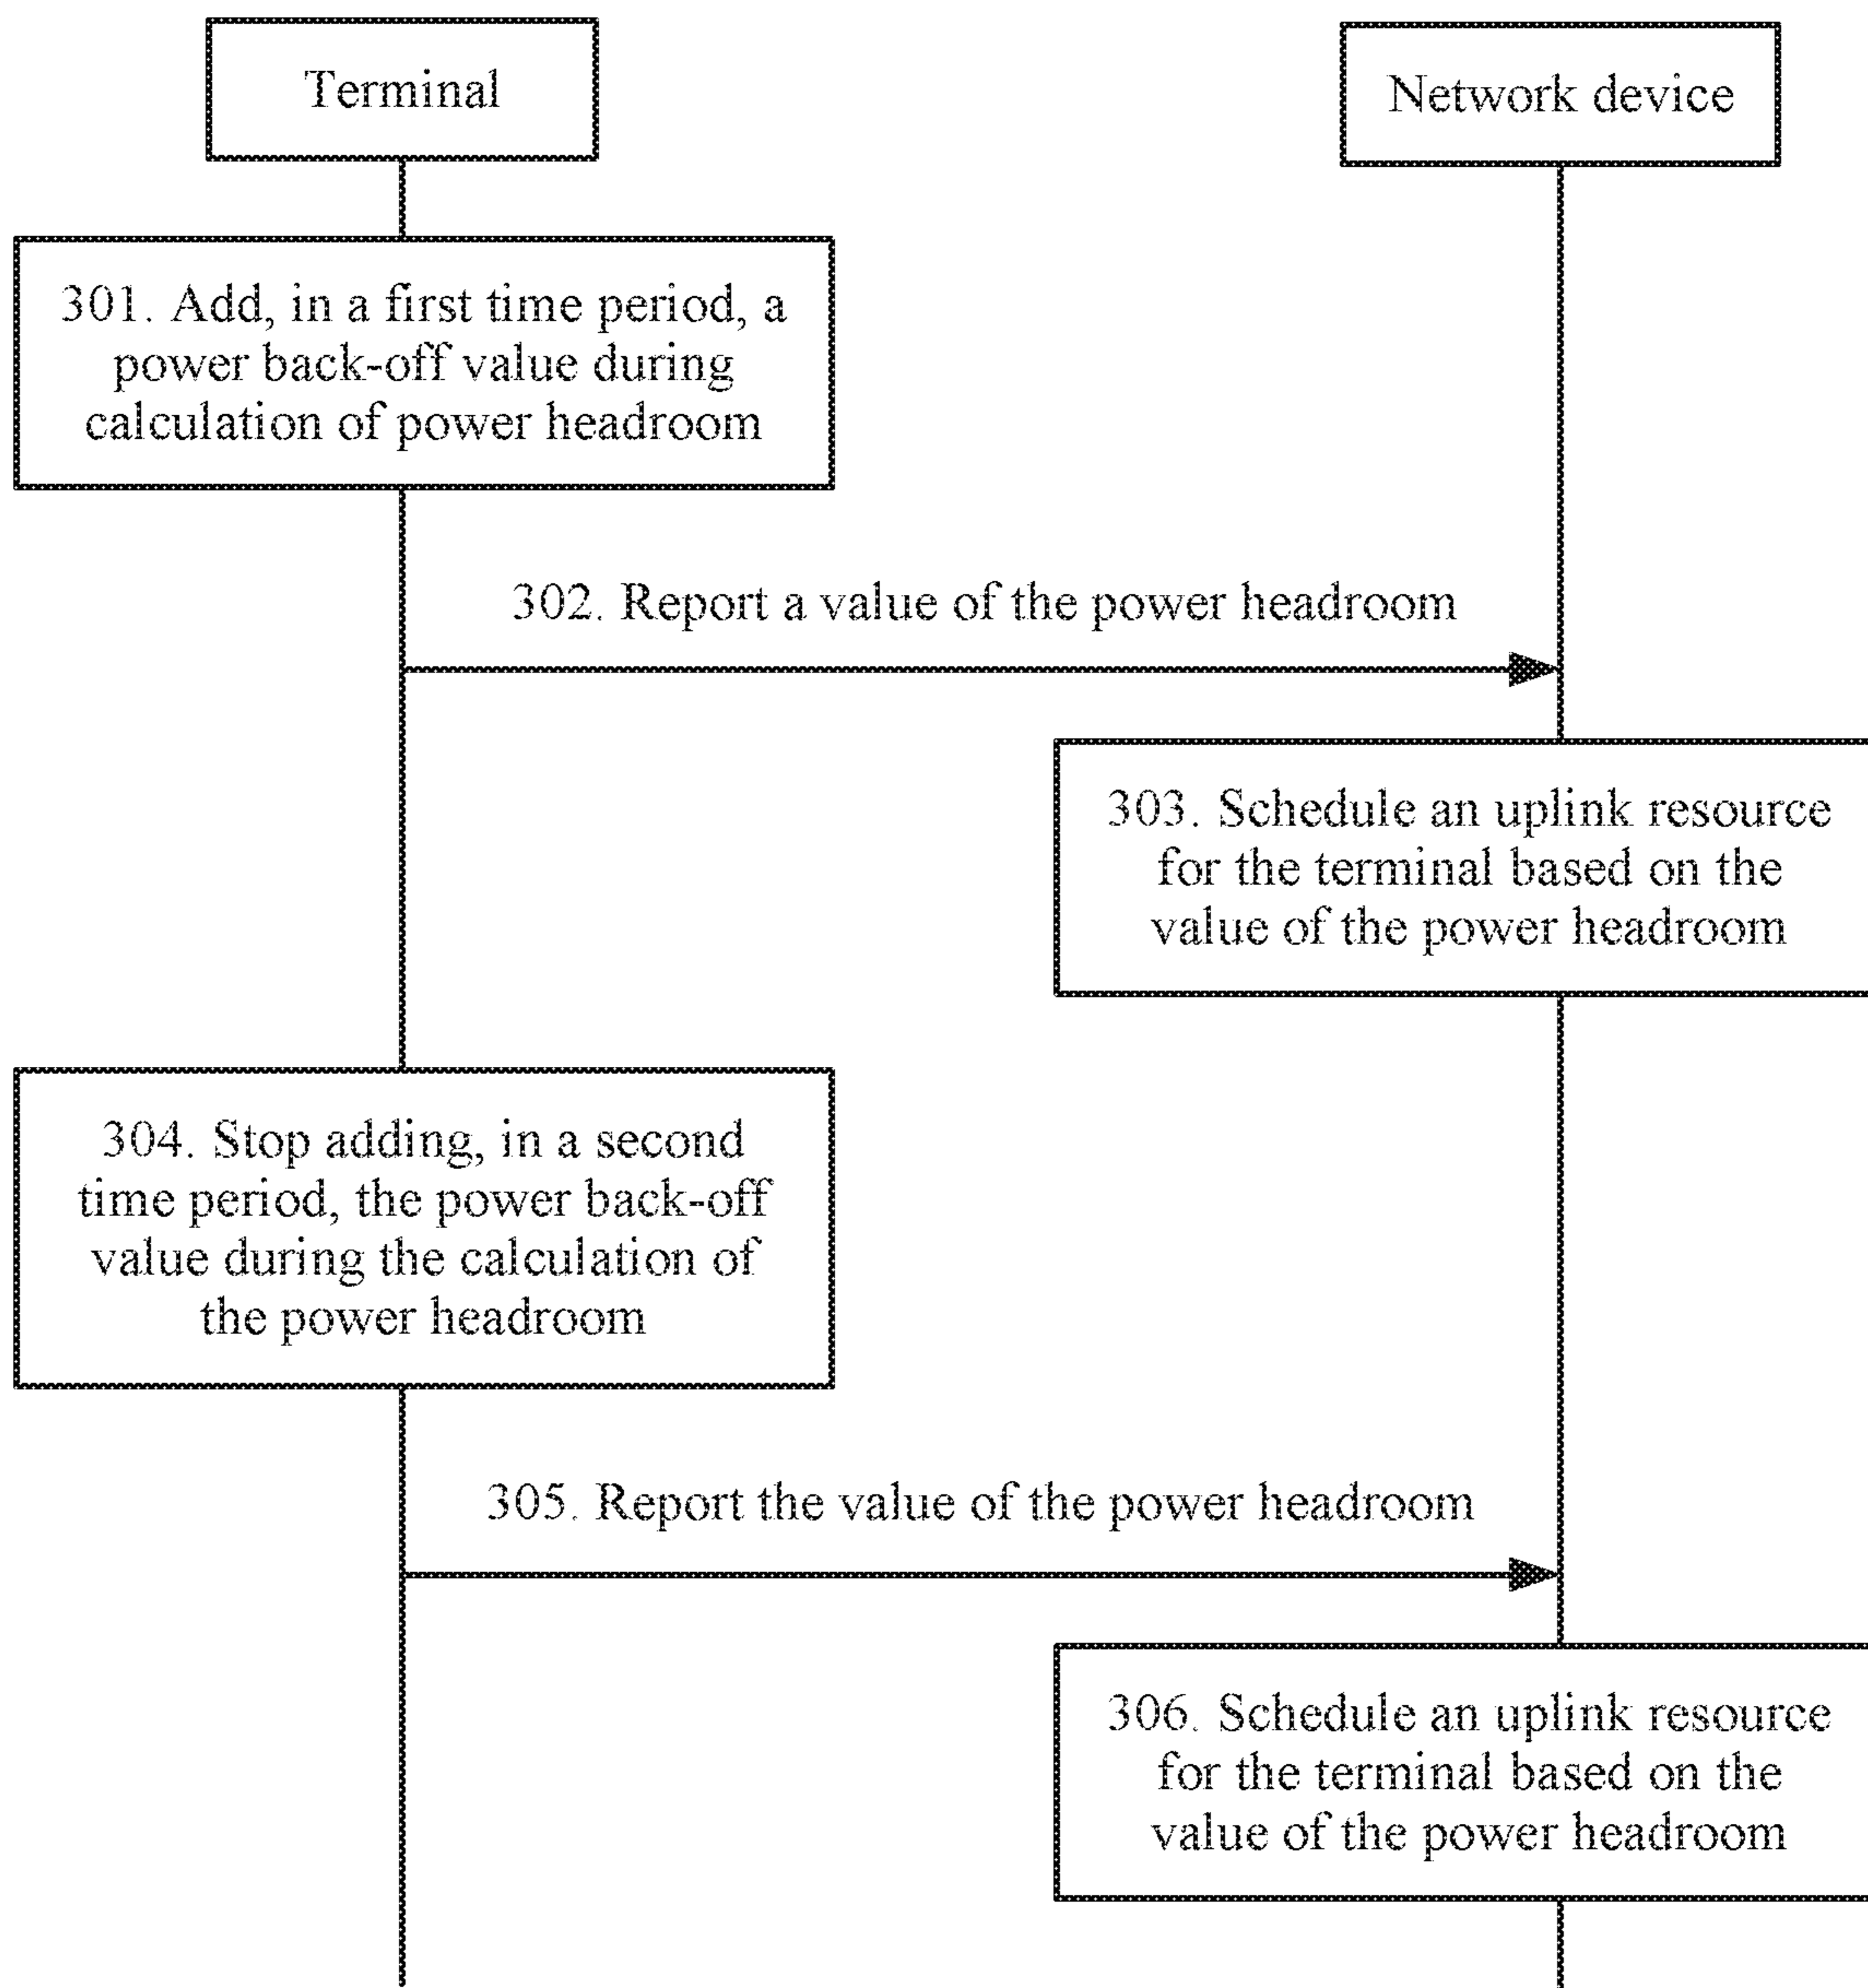 Terminal
Network device
301. Add, in a first time period, a
power back-off value during
calculation of power headroom
302. Report a value of the power headroom
303. Schedule an uplink resource
for the terminal based on the
value of the power headroom
304. Stop adding, in a second
time period, the power back-off
value during the calculation of
the power headroom
305. Report the value of the power headroom
306. Schedule an uplink resource
for the terminal based on the
value of the power headroom